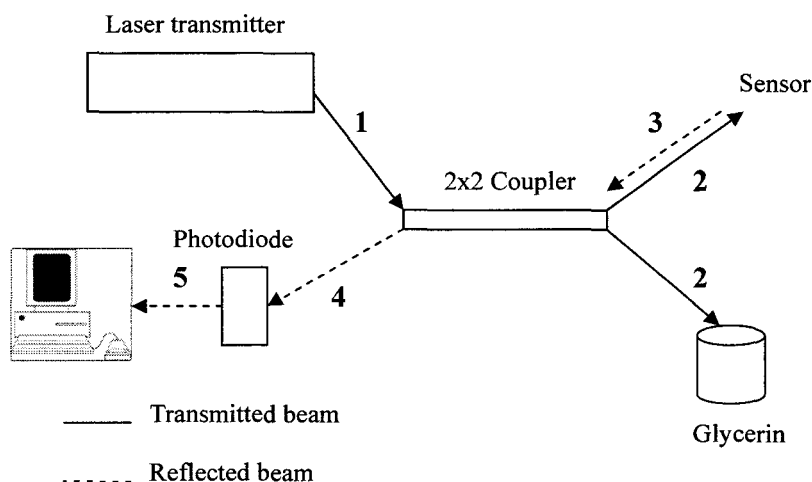 Laser transmitter
Sensor
1
3
2x2 Coupler
2
Photodiode
5
4
2
Transmitted beam
Glycerin
Reflected beam